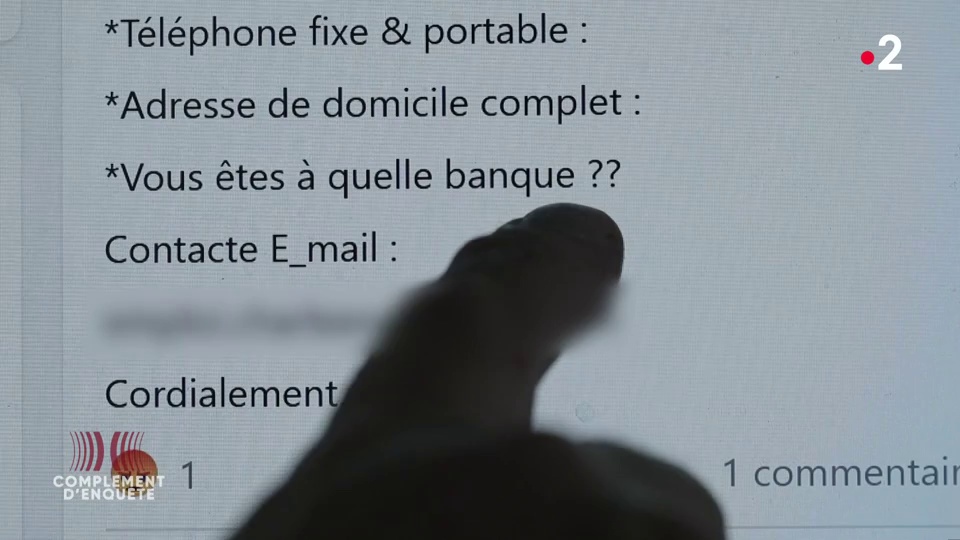 *Téléphone fixe & portable :
2
*Adresse de domicile complet :
*Vous êtes à quelle banque ??
Contacte E_mail :
Cordialement
1
1 commentair
COMPLÉMENT
D'ENQUÊTE